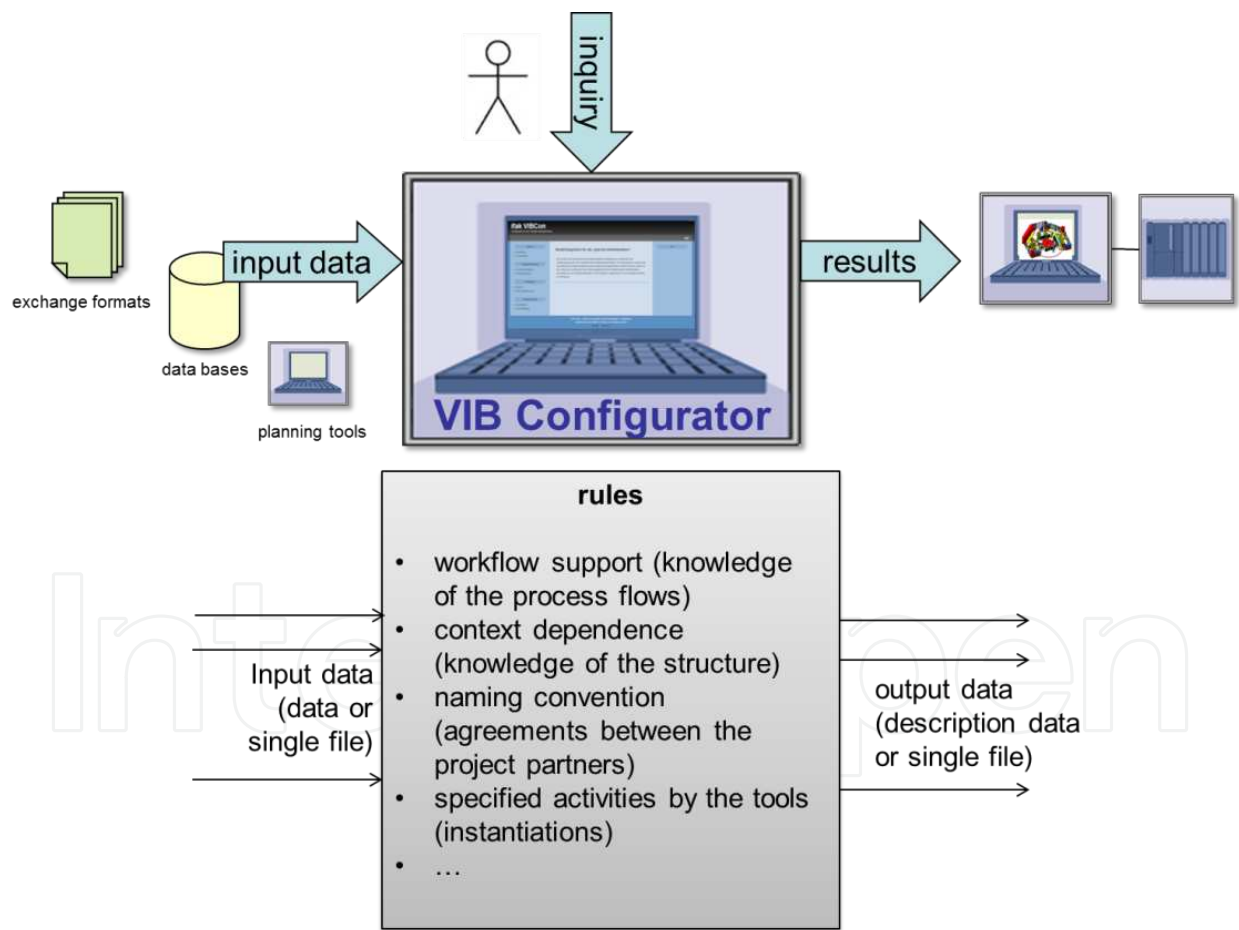 inquiry
exchange formats
input data
data bases
planning tools
ifak VIBCon
VIB Configurator
results
rules
• workflow support (knowledge
of the process flows)
• context dependence
(knowledge of the structure)
• naming convention
(agreements between the
project partners)
• specified activities by the tools
(instantiations)
• …
Input data
(data or
single file)
output data
(description data
or single file)